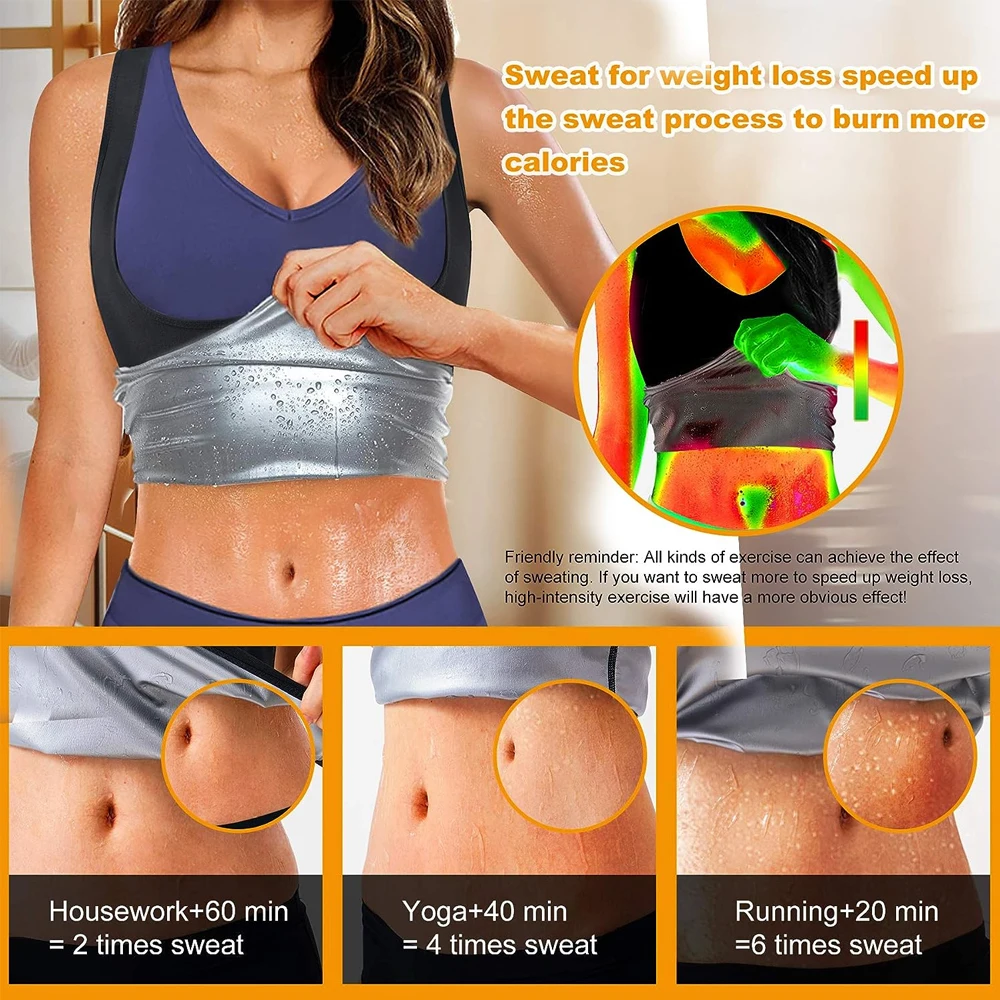 Sweat for weight loss speed up
the sweat process to burn more
calories
Friendly reminder: All kinds of exercise can achieve the effect
of sweating. If you want to sweat more to speed up weight loss,
high-intensity exercise will have a more obvious effect!
Housework+60 min
= 2 times sweat
Yoga+40 min
= 4 times sweat
Running+20 min
=6 times sweat